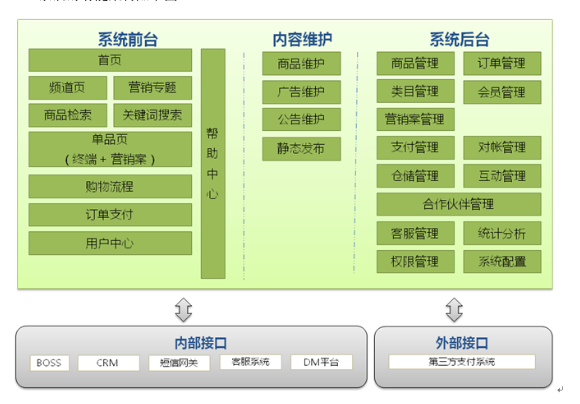 系统前台
首页
频道页
营销专题
商品检索
关键词搜索
单品页
(终端+营销案)
购物流程
订单支付
用户中心
帮助中心
内容维护
商品维护
广告维护
公告维护
静态发布
系统后台
商品管理
订单管理
类目管理
会员管理
营销案管理
支付管理
对帐管理
仓储管理
互动管理
合作伙伴管理
客服管理
统计分析
权限管理
系统配置
内部接口
BOSS
CRM
短信网关
客服系统
DM平台
外部接口
第三方支付系统